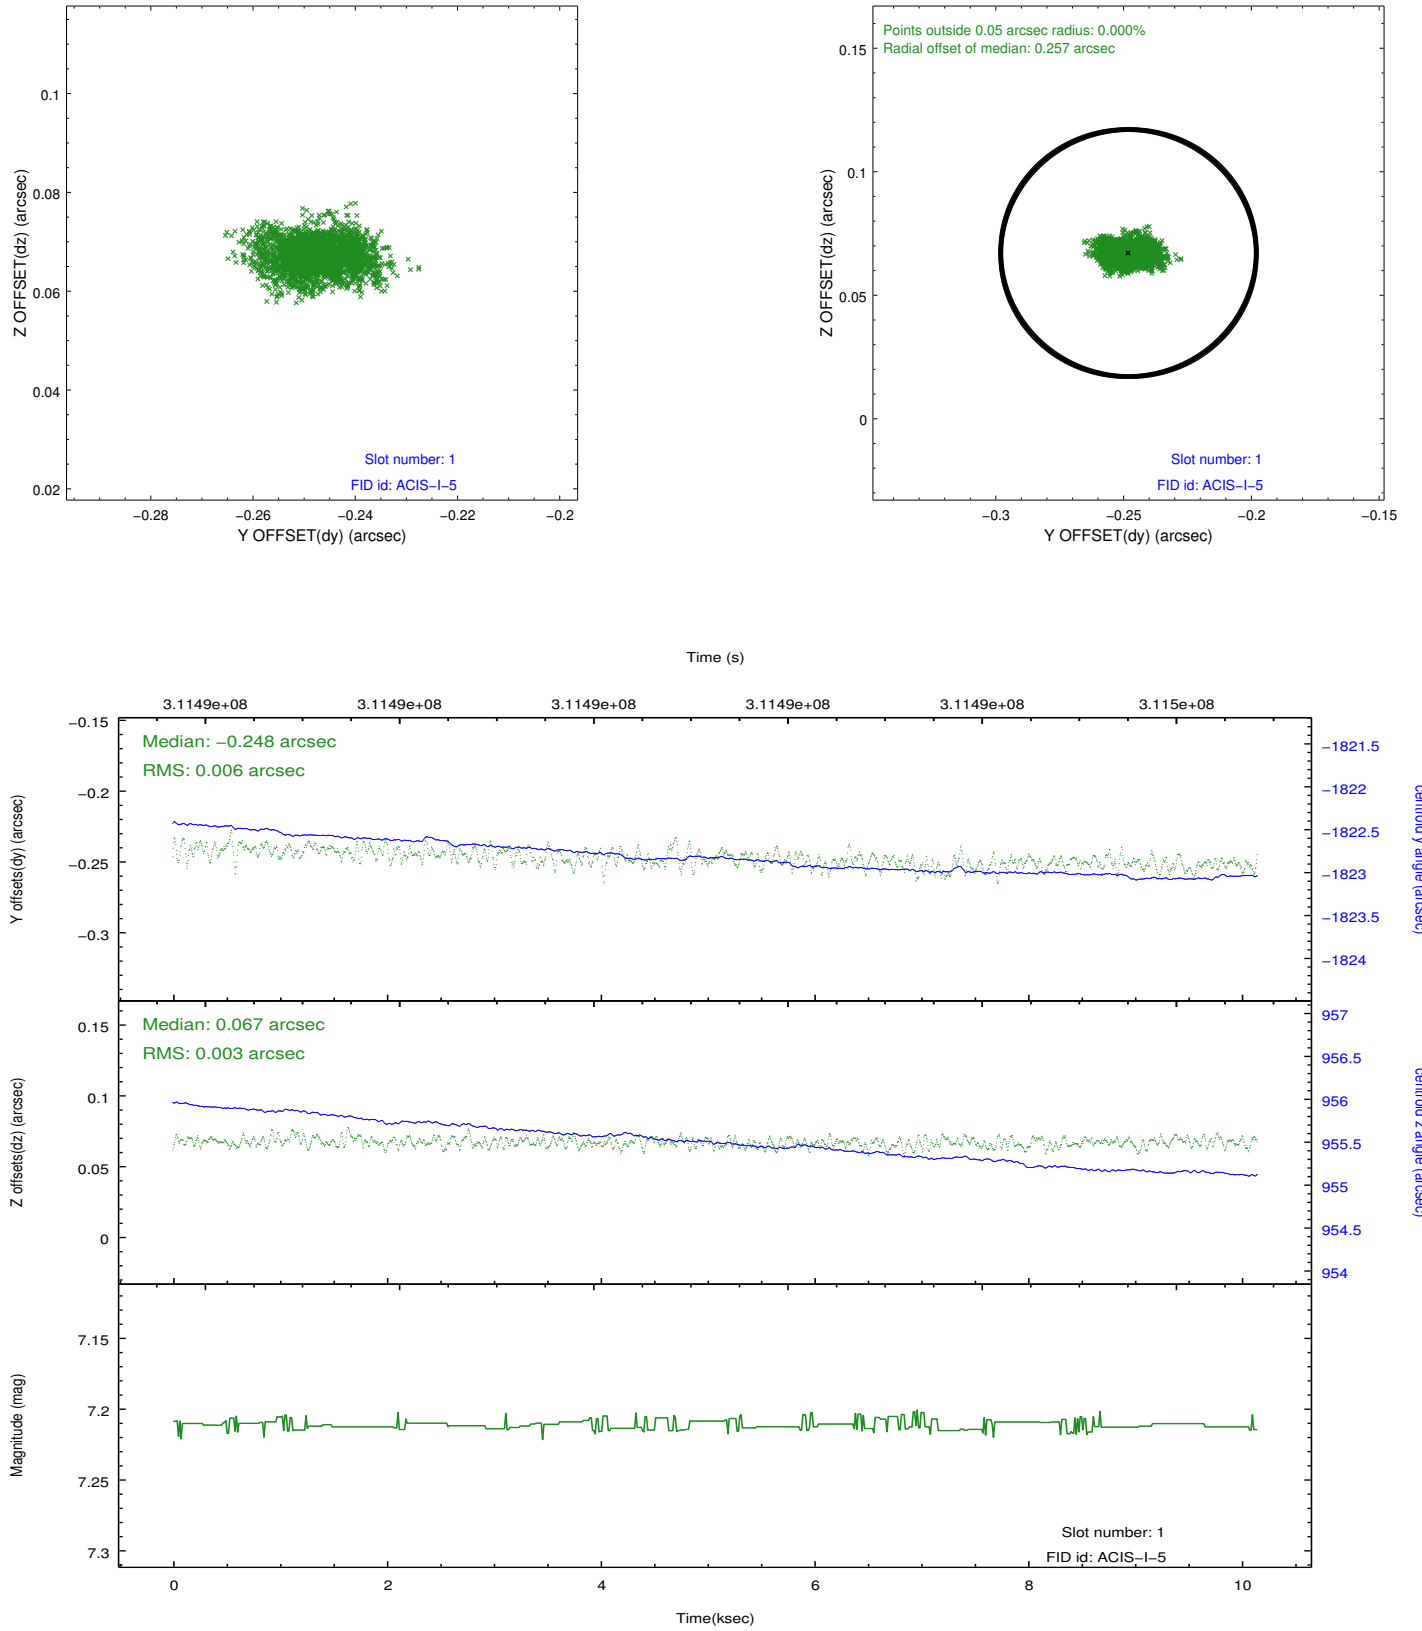 0.1
0.08
0.06
0.04
0.02
Z OFFSET(dz) (arcsec)
Slot number: 1
FID id: ACIS−I−5
−0.28 −0.26 −0.24 −0.22 −0.2
Y OFFSET(dy) (arcsec)
Points outside 0.05 arcsec radius: 0.000%
Radial offset of median: 0.257 arcsec
0.15
0.1
0.05
0
Z OFFSET(dz) (arcsec)
Slot number: 1
FID id: ACIS−I−5
−0.3 −0.25 −0.2 −0.15
Y OFFSET(dy) (arcsec)
Time (s)
3.1149e+08 3.1149e+08 3.1149e+08 3.1149e+08 3.1149e+08 3.115e+08
Median: −0.248 arcsec
RMS: 0.006 arcsec
−0.15
−0.2
−0.25
−0.3
Y offsets(dy) (arcsec)
−1821.5
−1822
−1822.5
−1823
−1823.5
−1824
centroid y angle (arcsec)
Median: 0.067 arcsec
RMS: 0.003 arcsec
0.15
0.1
0.05
0
Z offsets(dz) (arcsec)
957
956.5
956
955.5
955
954.5
954
centroid z angle (arcsec)
7.15
7.2
7.25
7.3
Magnitude (mag)
Slot number: 1
FID id: ACIS−I−5
0 2 4 6 8 10
Time(ksec)